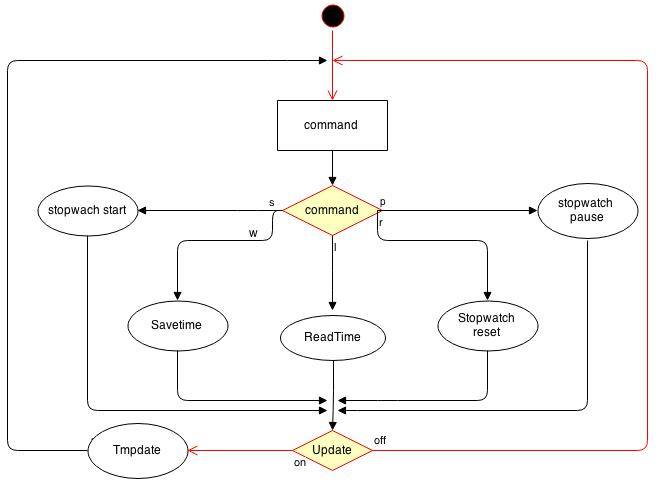 command
s
command
p
r
stopwach start
stopwatch
pause
w
l
Savetime
ReadTime
Stopwatch
reset
Tmpdate
on
Update
off